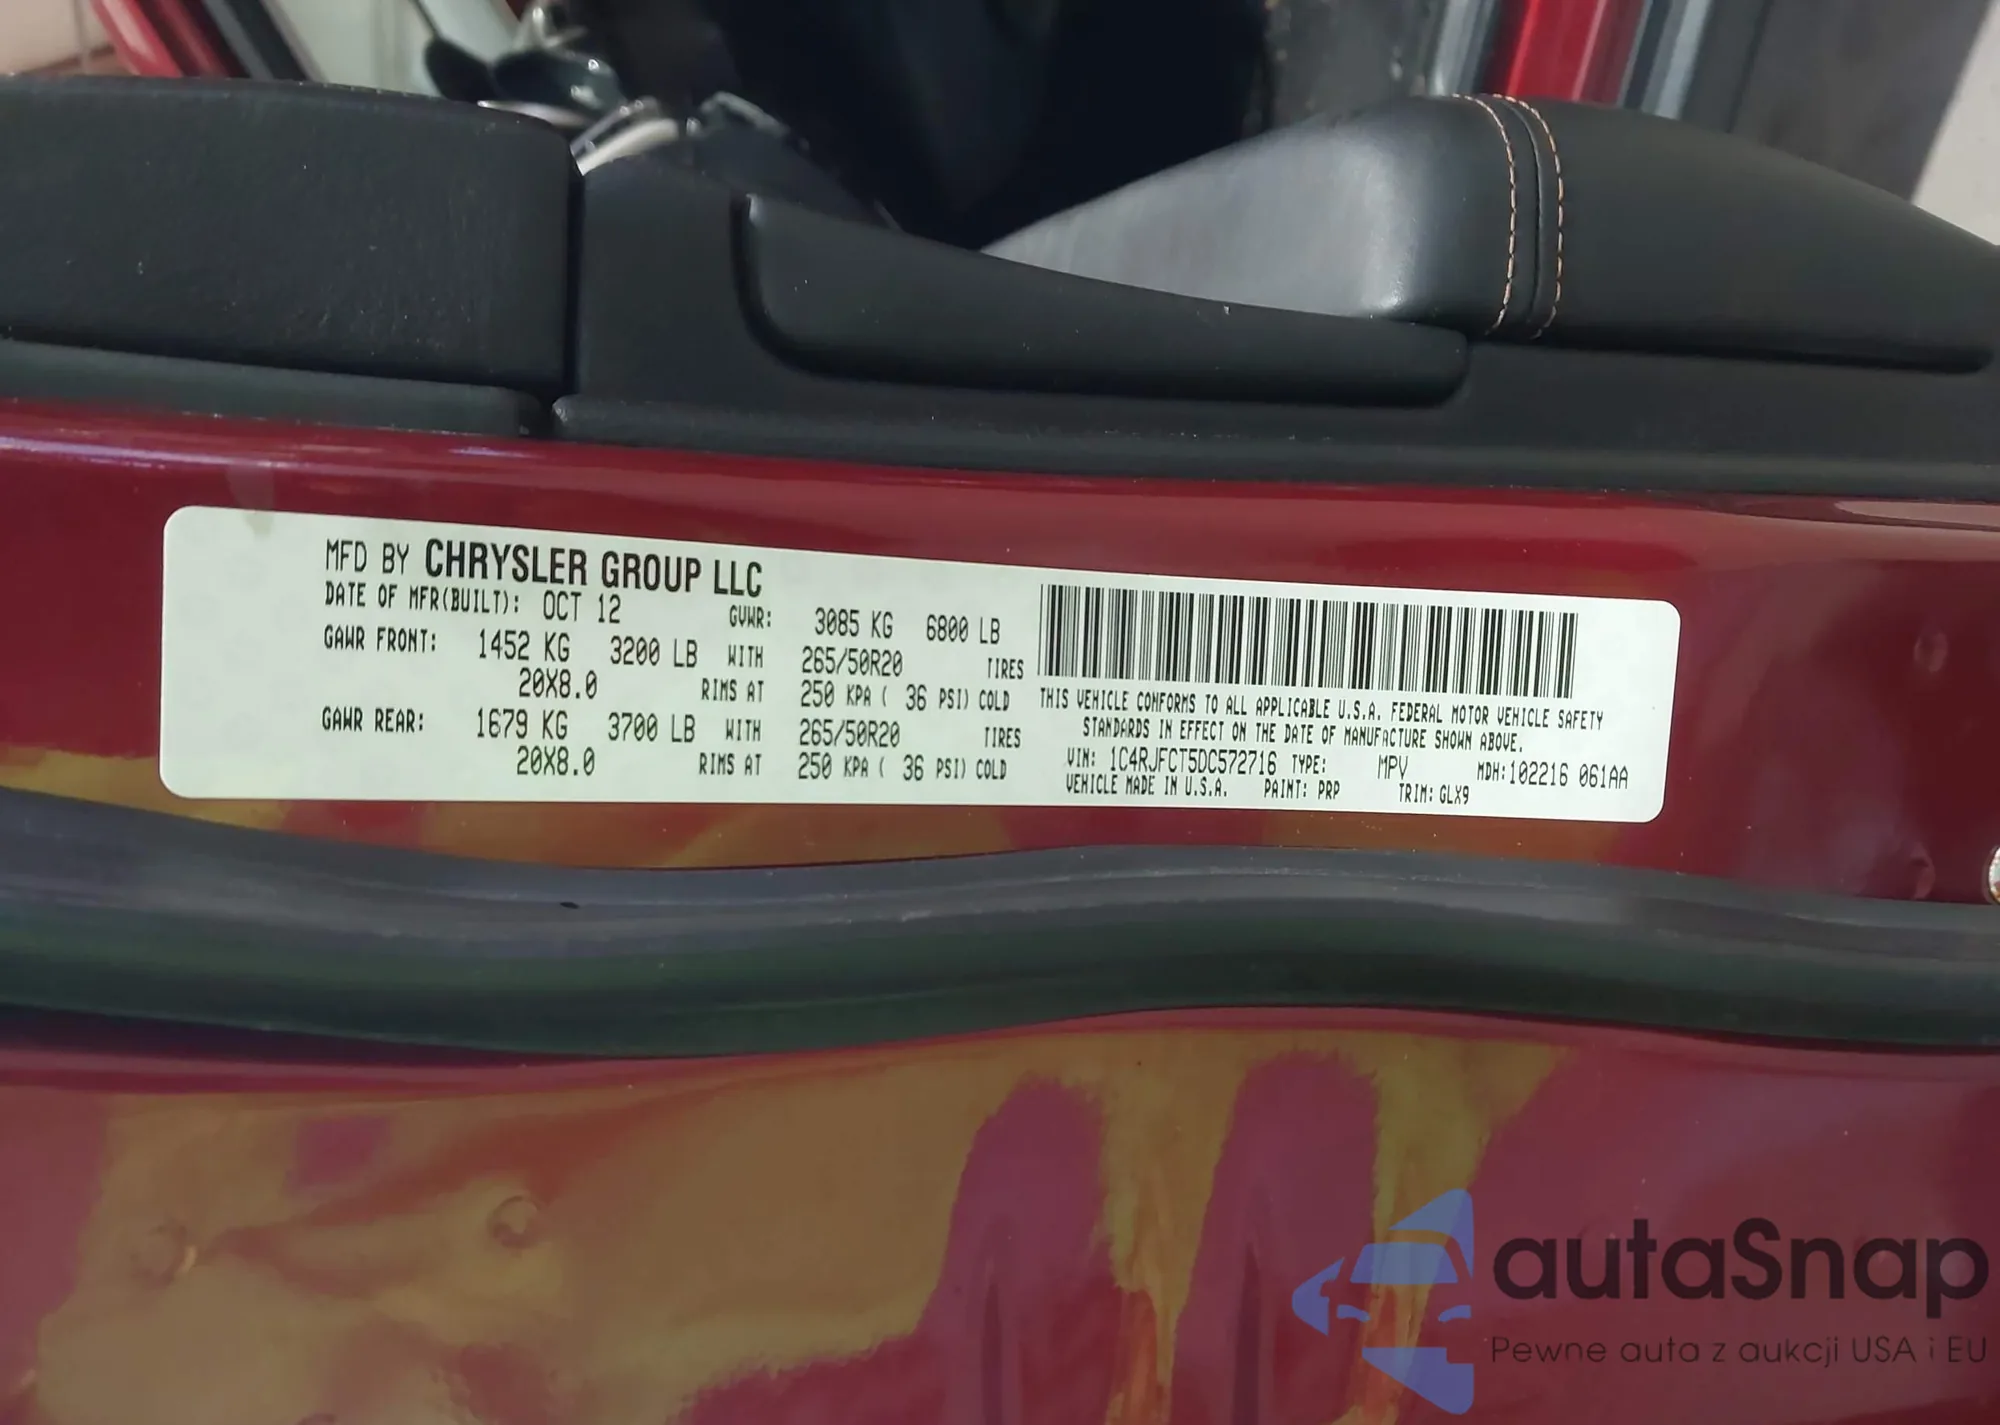 MFD BY CHRYSLER GROUP LLC
DATE OF MFR(BUILT): OCT 12 GVWR: 3085 KG 6800 LB
GAWR FRONT: 1452 KG 3200 LB WITH 265/50R20 TIRES
20X8.0 RIMS AT 250 KPA ( 36 PSI) COLD
GAWR REAR: 1679 KG 3700 LB WITH 265/50R20 TIRES
20X8.0 RIMS AT 250 KPA ( 36 PSI) COLD
THIS VEHICLE CONFORMS TO ALL APPLICABLE U.S.A. FEDERAL MOTOR VEHICLE SAFETY
STANDARDS IN EFFECT ON THE DATE OF MANUFACTURE SHOWN ABOVE.
VIN: 1C4RJFCT5DC572716 TYPE: MPV MDH:102216 061AA
VEHICLE MADE IN U.S.A. PAINT: PRP TRIM: GLX9
autaSnap
Pewne auta z aukcji USA i EU